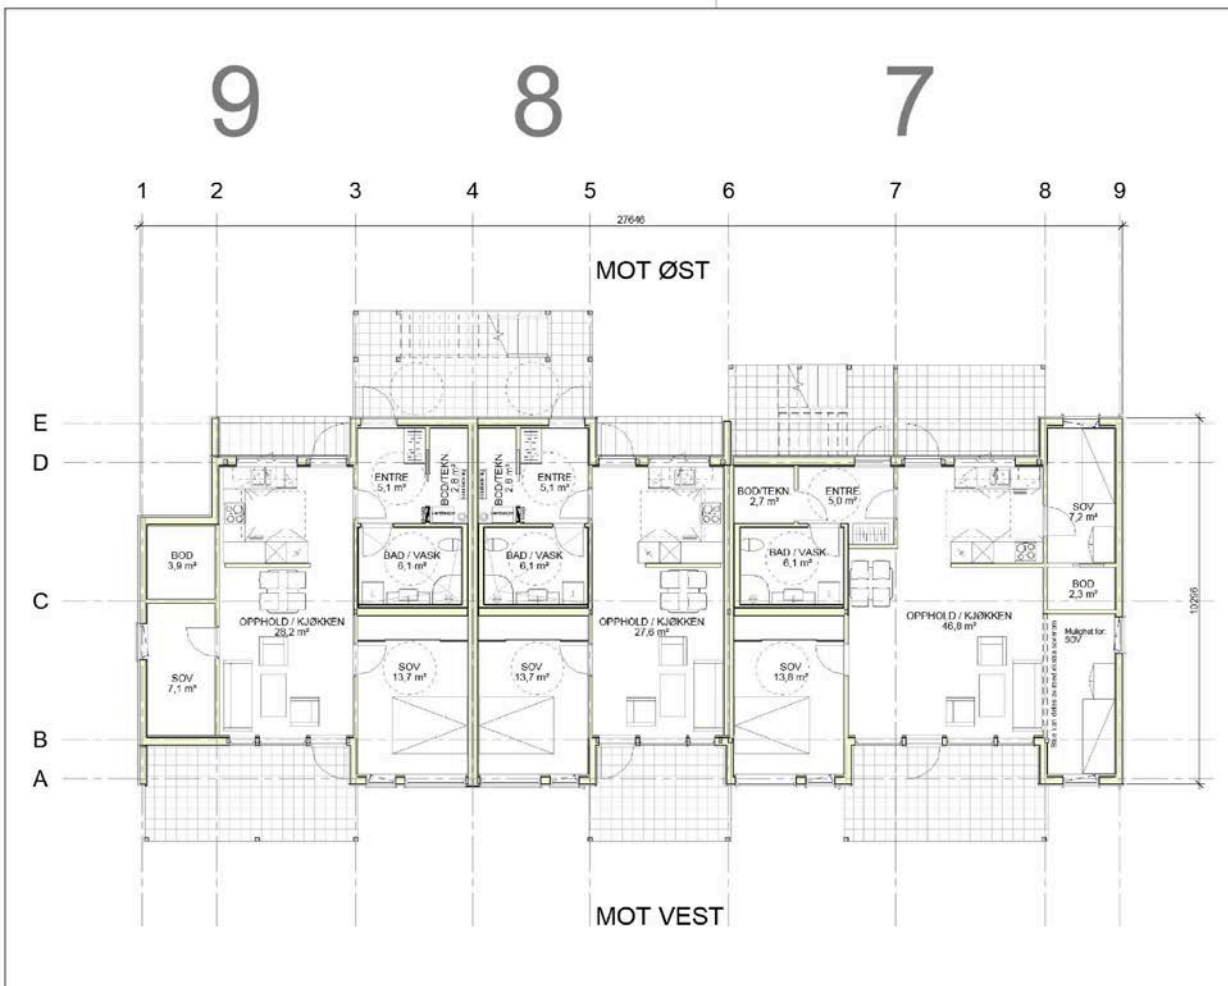 9 8 7
1 2 3 4 5 6 7 8 9
27646
MOT ØST
E
D
C
B
A
ENTRE
5,1 m²
BOD/TEKN.
2,8 m²
BOD/TEKN.
2,8 m²
ENTRE
5,1 m²
BOD/TEKN.
2,7 m²
ENTRE
5,0 m²
SOV
7,2 m²
BOD
3,9 m²
BAD / VASK
6,1 m²
BAD / VASK
6,1 m²
BAD / VASK
6,1 m²
BOD
2,3 m²
OPPHOLD / KJØKKEN
28,2 m²
OPPHOLD / KJØKKEN
27,6 m²
OPPHOLD / KJØKKEN
46,8 m²
Mulighet for:
SOV
SOV
7,1 m²
SOV
13,7 m²
SOV
13,7 m²
SOV
13,8 m²
10296
MOT VEST